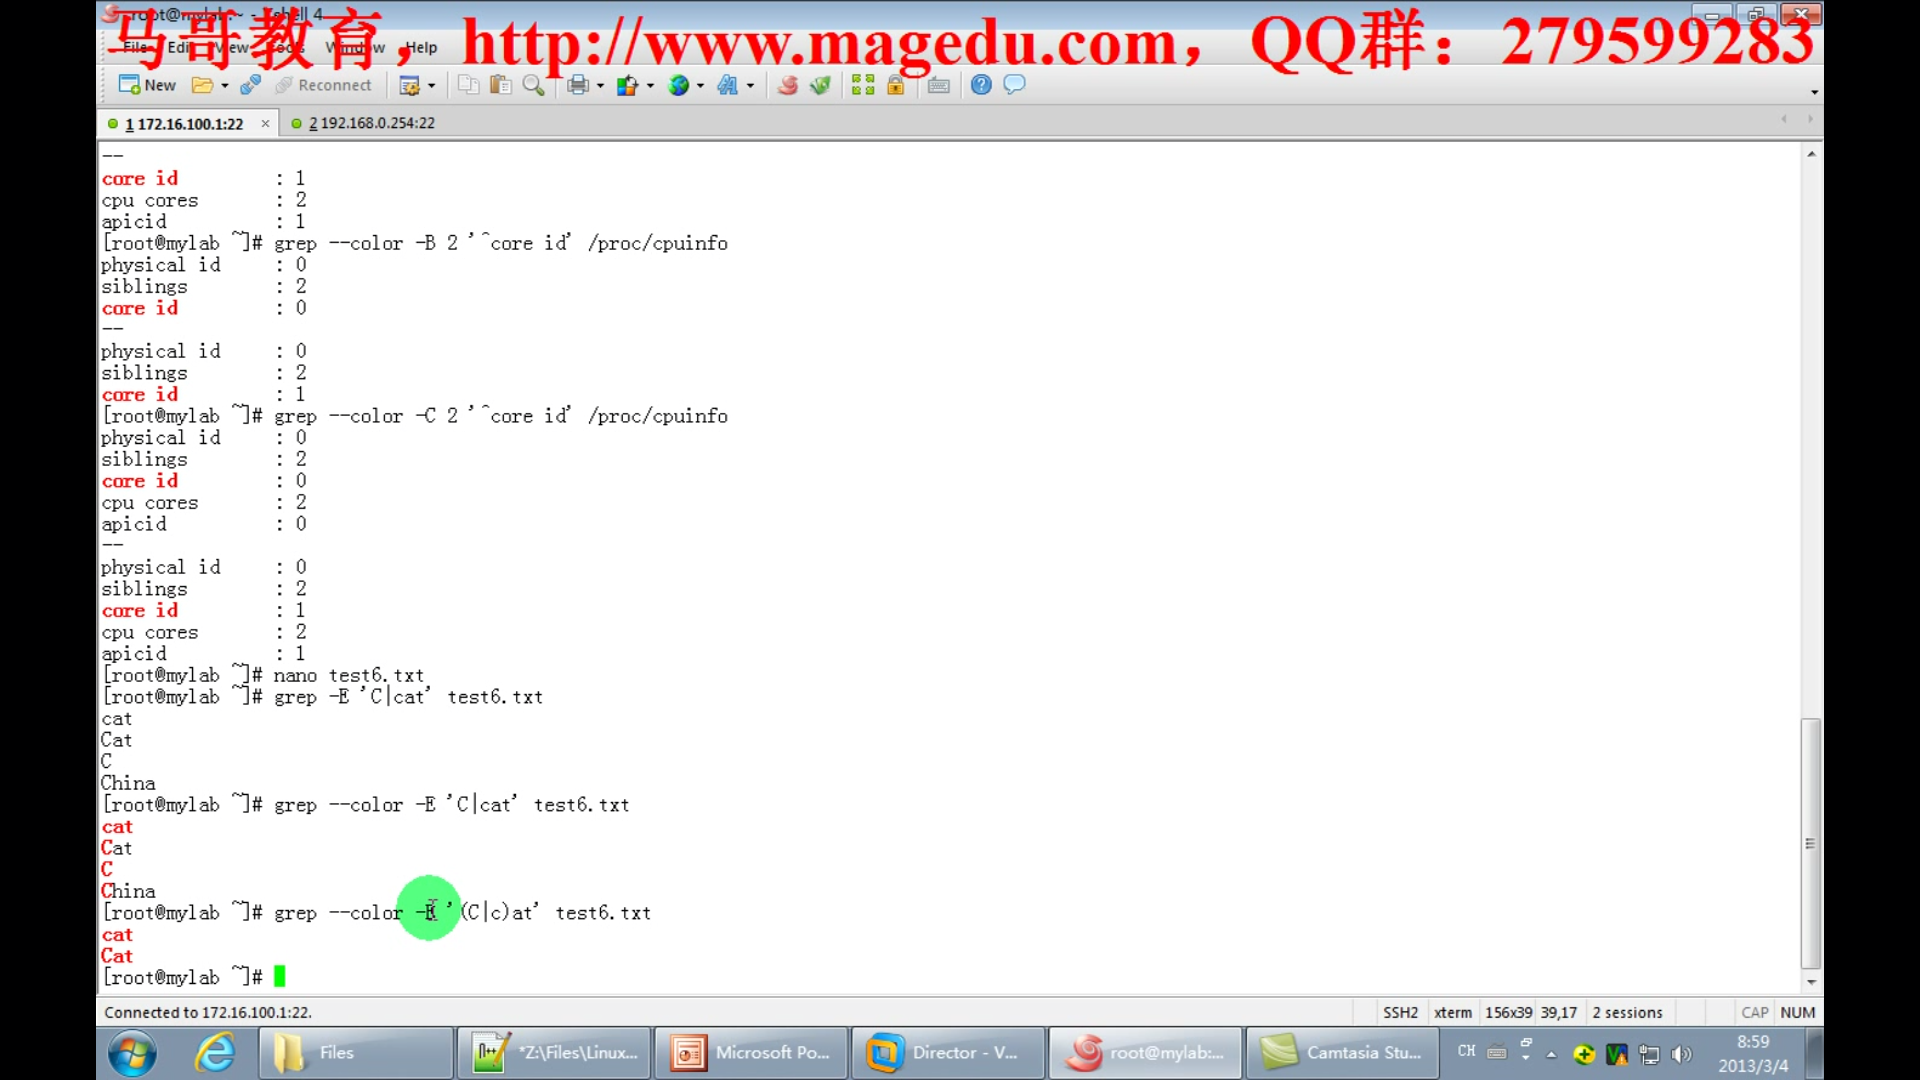 root@mylab:~ - Xshell 4
马哥教育，http://www.magedu.com，QQ群：279599283
File Edit View Tools Window Help
New Reconnect
1 172.16.100.1:22 × 2 192.168.0.254:22
--
core id : 1
cpu cores : 2
apicid : 1
[root@mylab ~]# grep --color -B 2 '^core id' /proc/cpuinfo
physical id : 0
siblings : 2
core id : 0
--
physical id : 0
siblings : 2
core id : 1
[root@mylab ~]# grep --color -C 2 '^core id' /proc/cpuinfo
physical id : 0
siblings : 2
core id : 0
cpu cores : 2
apicid : 0
--
physical id : 0
siblings : 2
core id : 1
cpu cores : 2
apicid : 1
[root@mylab ~]# nano test6.txt
[root@mylab ~]# grep -E 'C|cat' test6.txt
cat
Cat
C
China
[root@mylab ~]# grep --color -E 'C|cat' test6.txt
cat
Cat
C
China
[root@mylab ~]# grep --color -E '(C|c)at' test6.txt
cat
Cat
[root@mylab ~]#
Connected to 172.16.100.1:22.
SSH2 xterm 156x39 39,17 2 sessions CAP NUM
Files
*Z:\Files\Linux...
Microsoft Po...
Director - V...
root@mylab:...
Camtasia Stu...
CH
8:59
2013/3/4